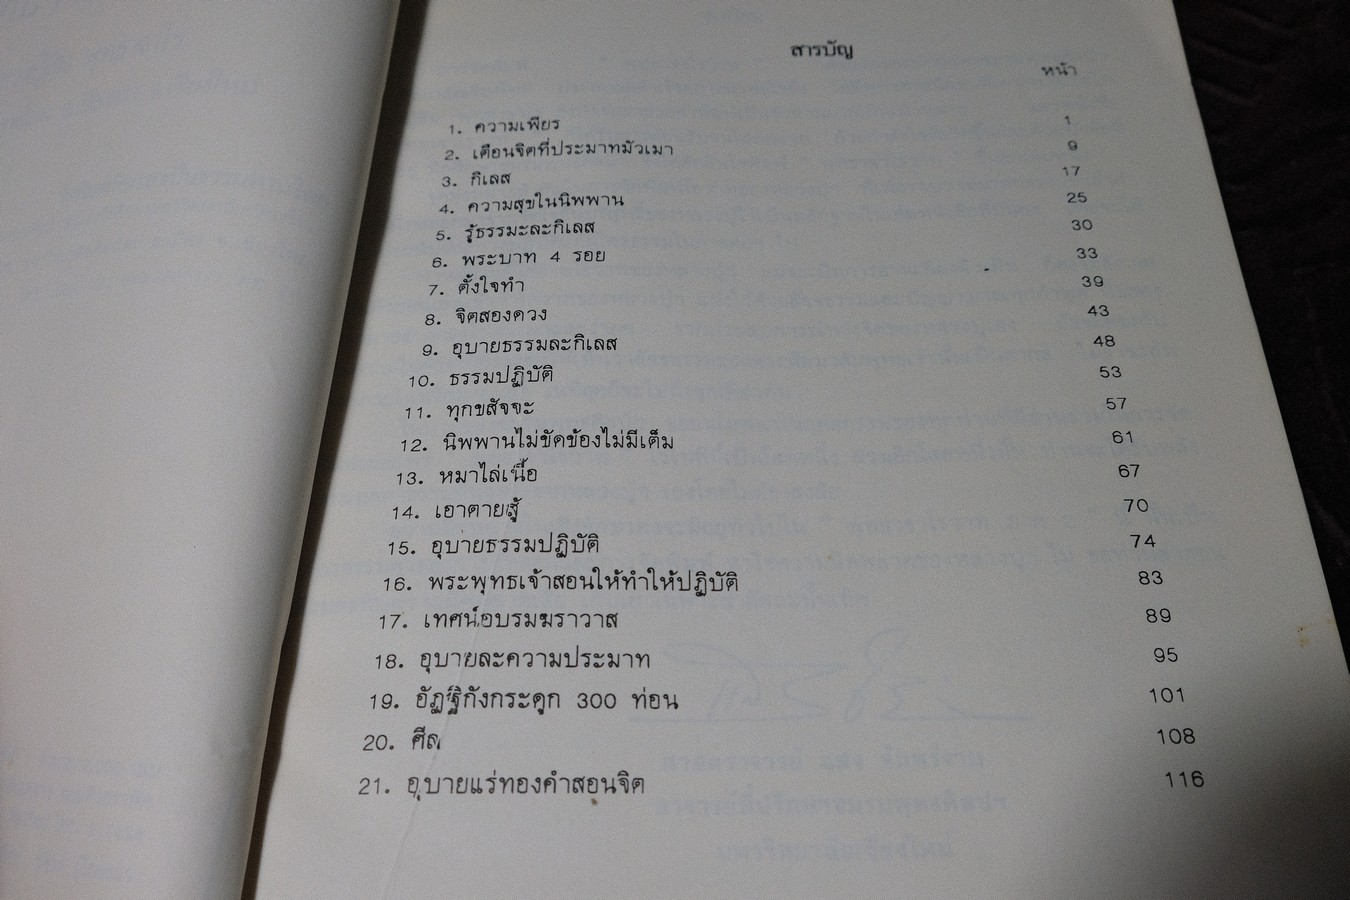 สารบัญ
หน้า
1. ความเพียร 1
2. เตือนจิตที่ประมาทมัวเมา 9
3. กิเลส 17
4. ความสุขในนิพพาน 25
5. รู้ธรรมะละกิเลส 30
6. พระบาท 4 รอย 33
7. ตั้งใจทำ 39
8. จิตสองดวง 43
9. อุบายธรรมละกิเลส 48
10. ธรรมปฏิบัติ 53
11. ทุกขสัจจะ 57
12. นิพพานไม่ขัดข้องไม่มีเต็ม 61
13. หมาไล่เนื้อ 67
14. เอาตายสู้ 70
15. อุบายธรรมปฏิบัติ 74
16. พระพุทธเจ้าสอนให้ทำให้ปฏิบัติ 83
17. เทศน์อบรมฆราวาส 89
18. อุบายละความประมาท 95
19. อัฏฐิกังกระดูก 300 ท่อน 101
20. ศีล 108
21. อุบายแร่ทองคำสอนจิต 116